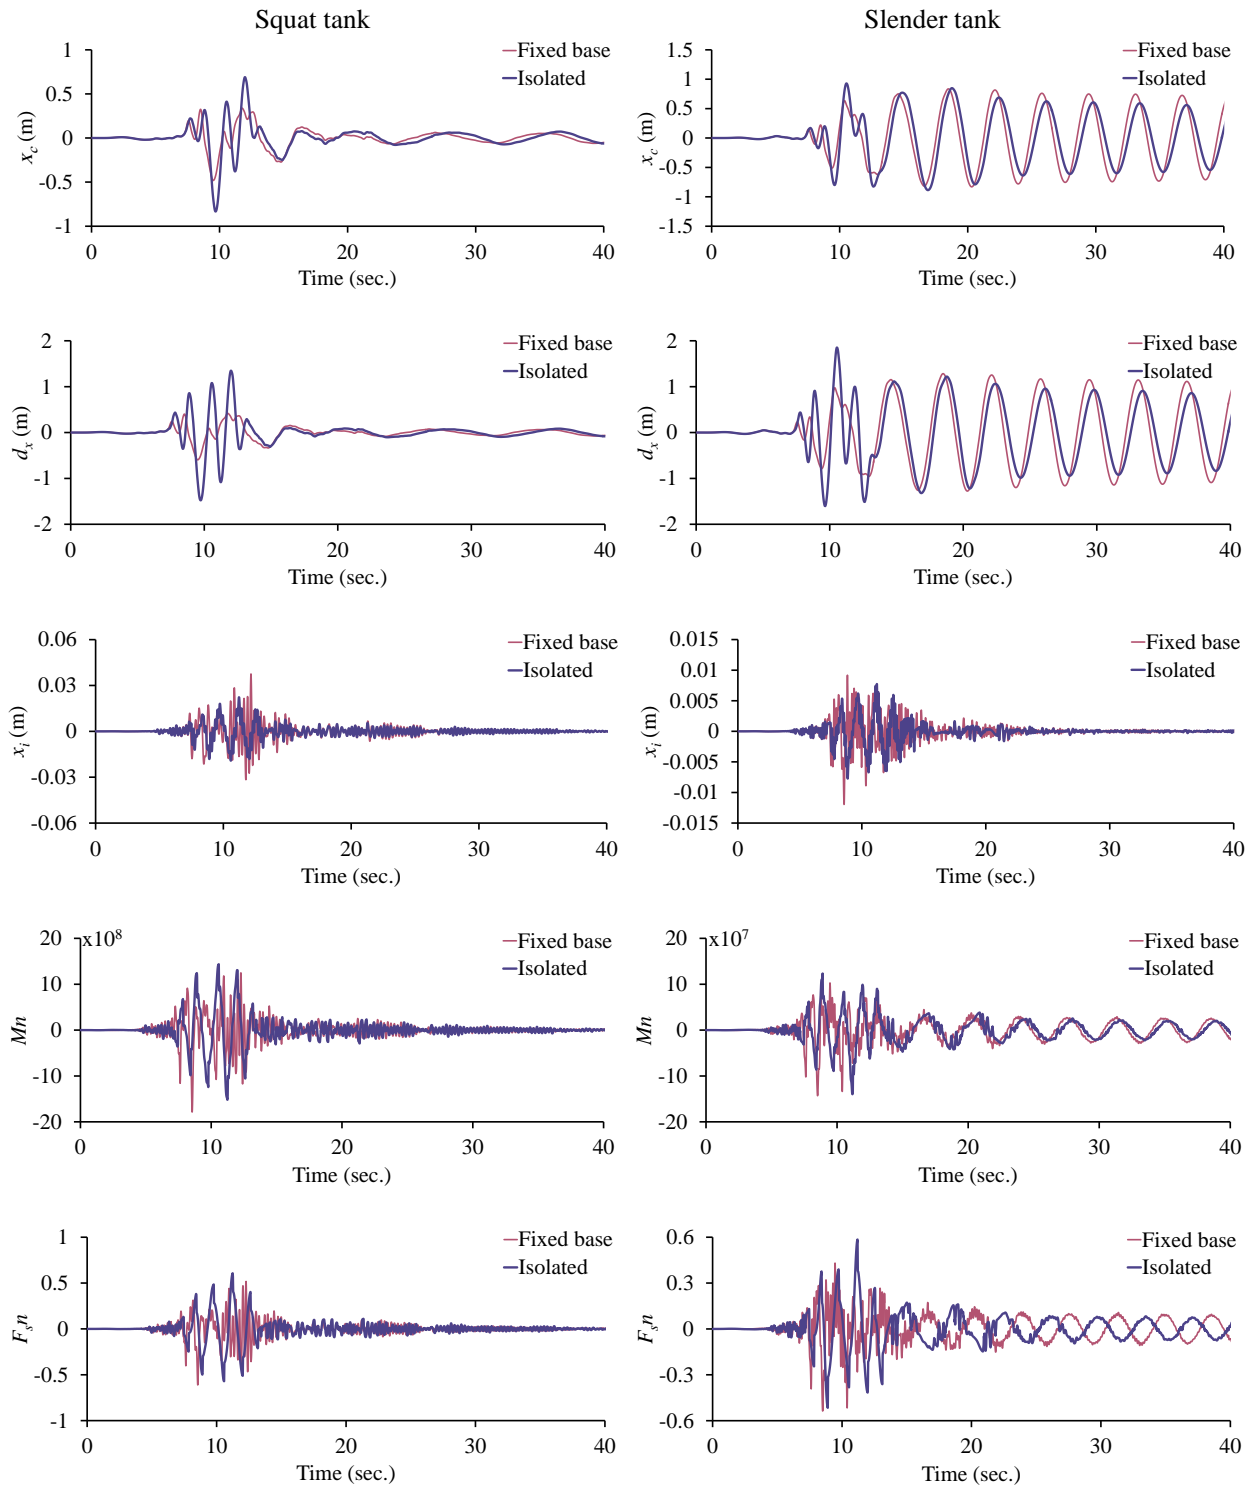 Squat tank
Slender tank
1
0.5
0
-0.5
-1
x_c (m)
0 10 20 30 40
Time (sec.)
Fixed base
Isolated
1.5
1
0.5
0
-0.5
-1
-1.5
x_c (m)
0 10 20 30 40
Time (sec.)
Fixed base
Isolated
2
1
0
-1
-2
d_x (m)
0 10 20 30 40
Time (sec.)
Fixed base
Isolated
2
1
0
-1
-2
d_x (m)
0 10 20 30 40
Time (sec.)
Fixed base
Isolated
0.06
0.03
0
-0.03
-0.06
x_i (m)
0 10 20 30 40
Time (sec.)
Fixed base
Isolated
0.015
0.01
0.005
0
-0.005
-0.01
-0.015
x_i (m)
0 10 20 30 40
Time (sec.)
Fixed base
Isolated
20
10
0
-10
-20
x10⁸
Mn
0 10 20 30 40
Time (sec.)
Fixed base
Isolated
20
10
0
-10
-20
x10⁷
Mn
0 10 20 30 40
Time (sec.)
Fixed base
Isolated
1
0.5
0
-0.5
-1
F_sn
0 10 20 30 40
Time (sec.)
Fixed base
Isolated
0.6
0.3
0
-0.3
-0.6
F_sn
0 10 20 30 40
Time (sec.)
Fixed base
Isolated